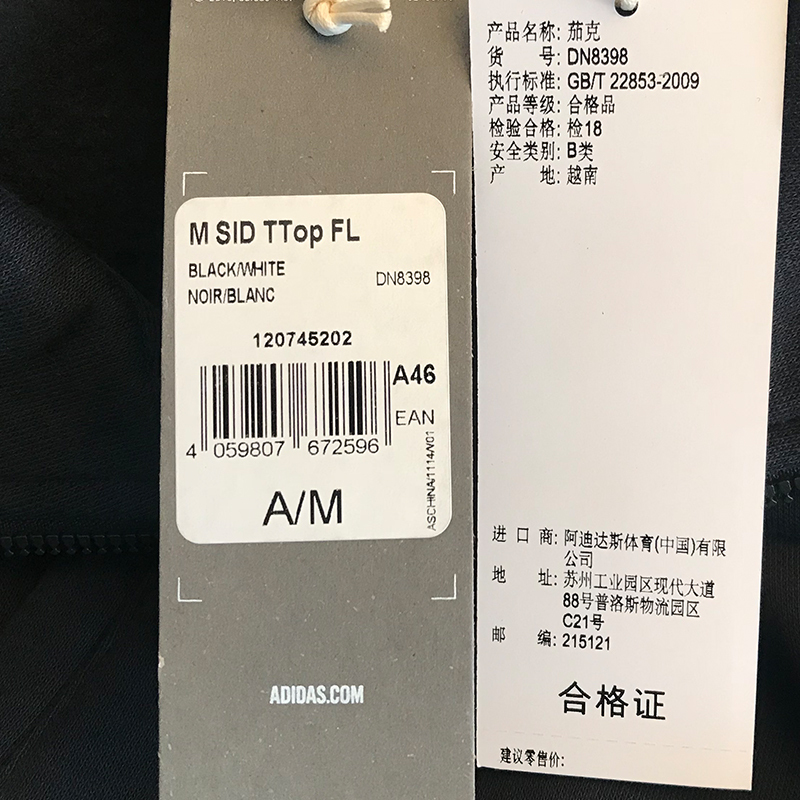 M SID TTop FL
BLACK/WHITE
DN8398
NOIR/BLANC
120745202
A46
EAN
4 059807 672596
ASCHINA/1114/V01
A/M
ADIDAS.COM
产品名称: 茄克
货 号: DN8398
执行标准: GB/T 22853-2009
产品等级: 合格品
检验合格: 检18
安全类别: B类
产 地: 越南
进 口 商: 阿迪达斯体育(中国)有限
公司
地 址: 苏州工业园区现代大道
88号普洛斯物流园区
C21号
邮 编: 215121
合格证
建议零售价: